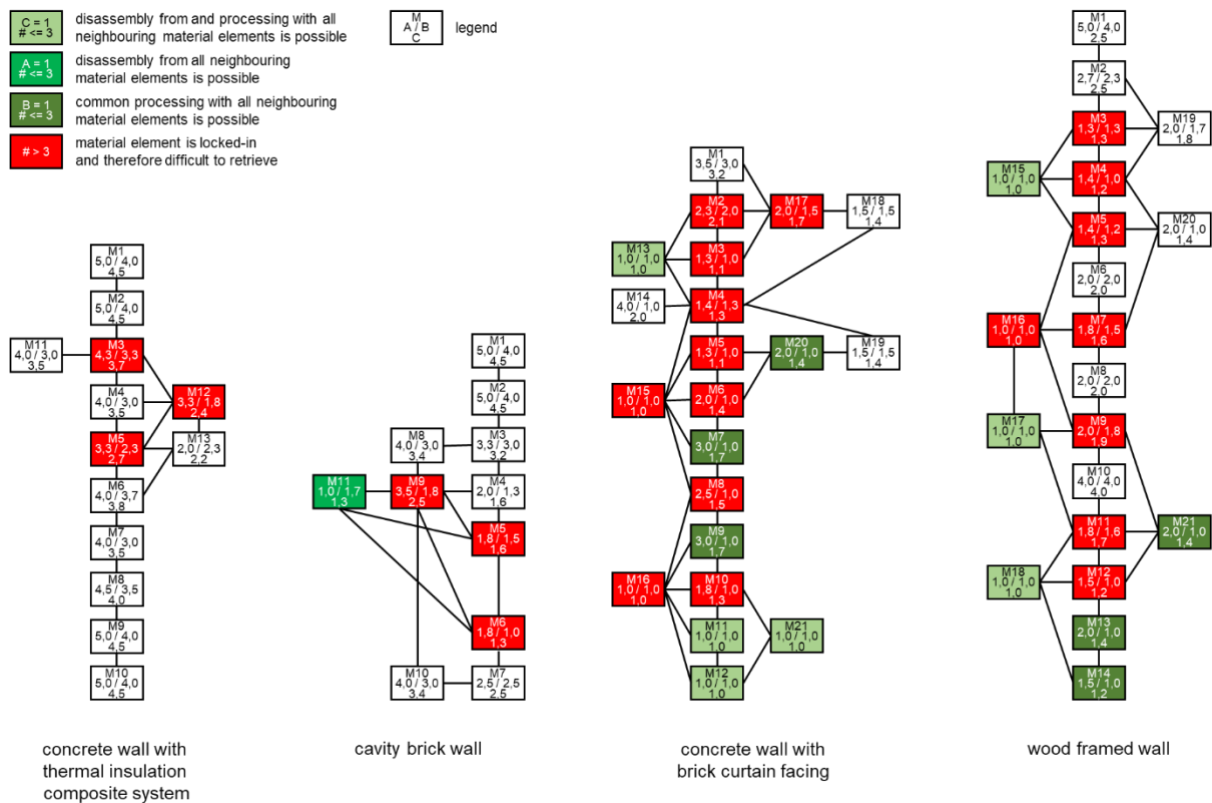 C = 1
# <= 3
disassembly from and processing with all
neighbouring material elements is possible
M
A / B
C
legend
A = 1
# <= 3
disassembly from all neighbouring
material elements is possible
B = 1
# <= 3
common processing with all neighbouring
material elements is possible
# > 3
material element is locked-in
and therefore difficult to retrieve
M1
5,0 / 4,0
4,5
M2
5,0 / 4,0
4,5
M11
4,0 / 3,0
3,5
M3
4,3 / 3,3
3,7
M4
4,0 / 3,0
3,5
M12
3,3 / 1,8
2,4
M5
3,3 / 2,3
2,7
M13
2,0 / 2,3
2,2
M6
4,0 / 3,7
3,8
M7
4,0 / 3,0
3,5
M8
4,5 / 3,5
4,0
M9
5,0 / 4,0
4,5
M10
5,0 / 4,0
4,5
concrete wall with
thermal insulation
composite system
M1
5,0 / 4,0
4,5
M2
5,0 / 4,0
4,5
M8
4,0 / 3,0
3,4
M3
3,3 / 3,0
3,2
M11
1,0 / 1,7
1,3
M9
3,5 / 1,8
2,5
M4
2,0 / 1,3
1,6
M5
1,8 / 1,5
1,6
M6
1,8 / 1,0
1,3
M10
4,0 / 3,0
3,4
M7
2,5 / 2,5
2,5
cavity brick wall
M1
3,5 / 3,0
3,2
M2
2,3 / 2,0
2,1
M17
2,0 / 1,5
1,7
M18
1,5 / 1,5
1,4
M13
1,0 / 1,0
1,0
M3
1,3 / 1,0
1,1
M14
4,0 / 1,0
2,0
M4
1,4 / 1,3
1,3
M5
1,3 / 1,0
1,1
M20
2,0 / 1,0
1,4
M19
1,5 / 1,5
1,4
M15
1,0 / 1,0
1,0
M6
2,0 / 1,0
1,4
M7
3,0 / 1,0
1,7
M8
2,5 / 1,0
1,5
M9
3,0 / 1,0
1,7
M16
1,0 / 1,0
1,0
M10
1,8 / 1,0
1,3
M11
1,0 / 1,0
1,0
M21
1,0 / 1,0
1,0
M12
1,0 / 1,0
1,0
concrete wall with
brick curtain facing
M1
5,0 / 4,0
2,5
M2
2,7 / 2,3
2,5
M3
1,3 / 1,3
1,3
M19
2,0 / 1,7
1,8
M15
1,0 / 1,0
1,0
M4
1,4 / 1,0
1,2
M5
1,4 / 1,2
1,3
M20
2,0 / 1,0
1,4
M6
2,0 / 2,0
2,0
M16
1,0 / 1,0
1,0
M7
1,8 / 1,5
1,6
M8
2,0 / 2,0
2,0
M17
1,0 / 1,0
1,0
M9
2,0 / 1,8
1,9
M10
4,0 / 4,0
4,0
M11
1,8 / 1,6
1,7
M21
2,0 / 1,0
1,4
M18
1,0 / 1,0
1,0
M12
1,5 / 1,0
1,2
M13
2,0 / 1,0
1,4
M14
1,5 / 1,0
1,2
wood framed wall